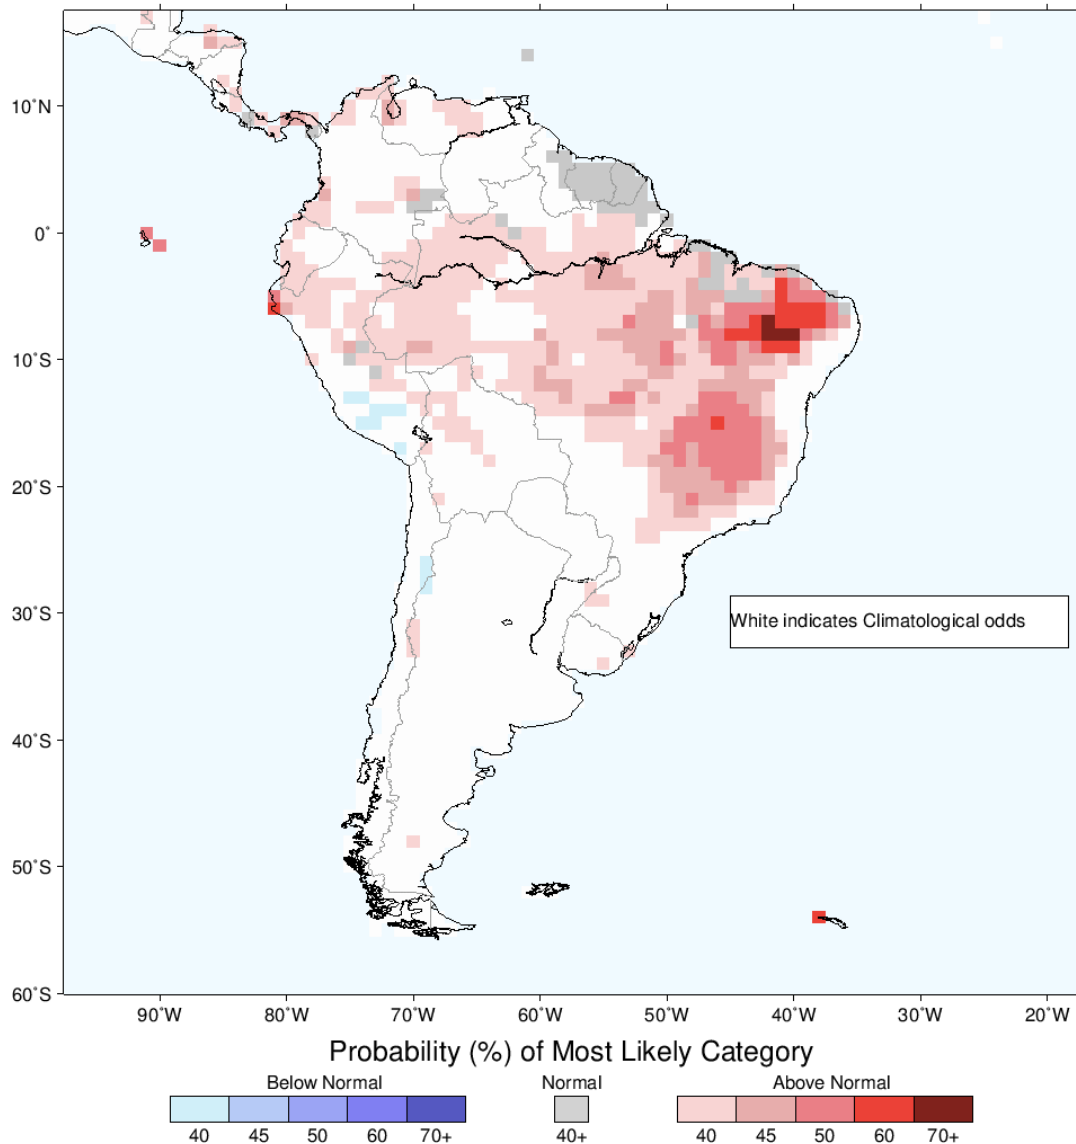 10˚N
0˚
10˚S
20˚S
30˚S
White indicates Climatological odds
40˚S
50˚S
60˚S
90˚W 80˚W 70˚W 60˚W 50˚W 40˚W 30˚W 20˚W
Probability (%) of Most Likely Category
Below Normal Normal Above Normal
40 45 50 60 70+ 40+ 40 45 50 60 70+